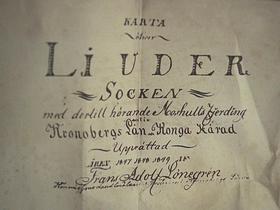 KARTA
öfver
LJUDER
SOCKEN
med dertill hörande Moshults fjerding
Uti
Kronobergs Län & Konga Härad
Upprättad
ÅREN 1847 1848 1849 af
Frans Adolf Lönegren